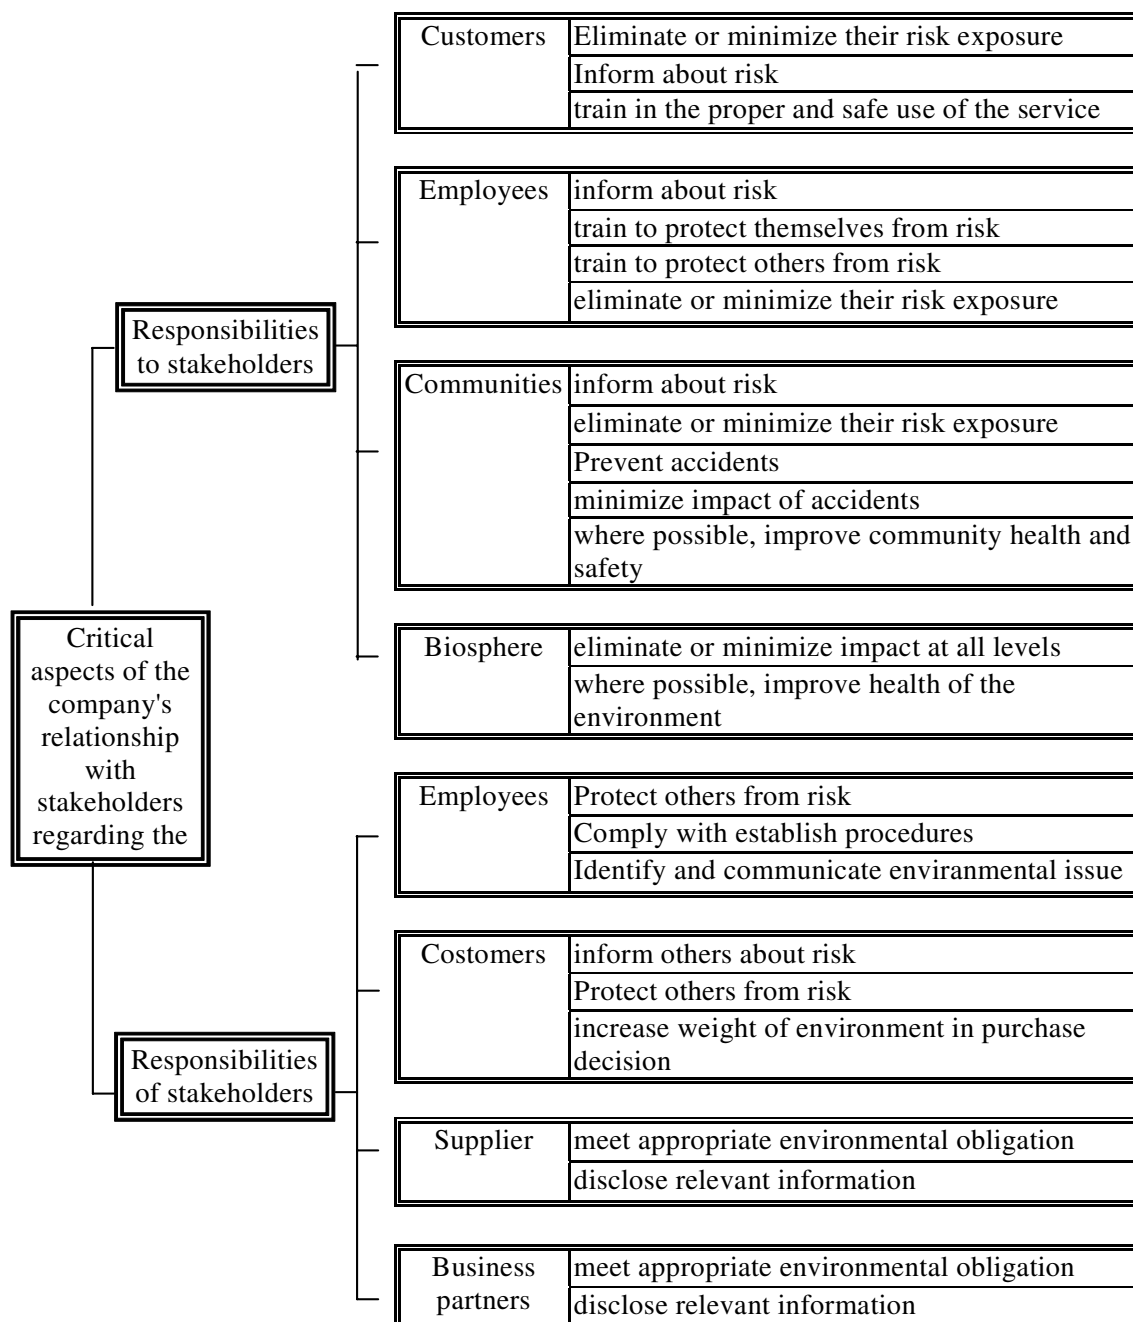 Customers
Eliminate or minimize their risk exposure
Inform about risk
train in the proper and safe use of the service
Employees
inform about risk
train to protect themselves from risk
train to protect others from risk
eliminate or minimize their risk exposure
Responsibilities
to stakeholders
Communities
inform about risk
eliminate or minimize their risk exposure
Prevent accidents
minimize impact of accidents
where possible, improve community health and
safety
Biosphere
eliminate or minimize impact at all levels
where possible, improve health of the
environment
Critical
aspects of the
company's
relationship
with
stakeholders
regarding the
Employees
Protect others from risk
Comply with establish procedures
Identify and communicate enviranmental issue
Costomers
inform others about risk
Protect others from risk
increase weight of environment in purchase
decision
Responsibilities
of stakeholders
Supplier
meet appropriate environmental obligation
disclose relevant information
Business
partners
meet appropriate environmental obligation
disclose relevant information